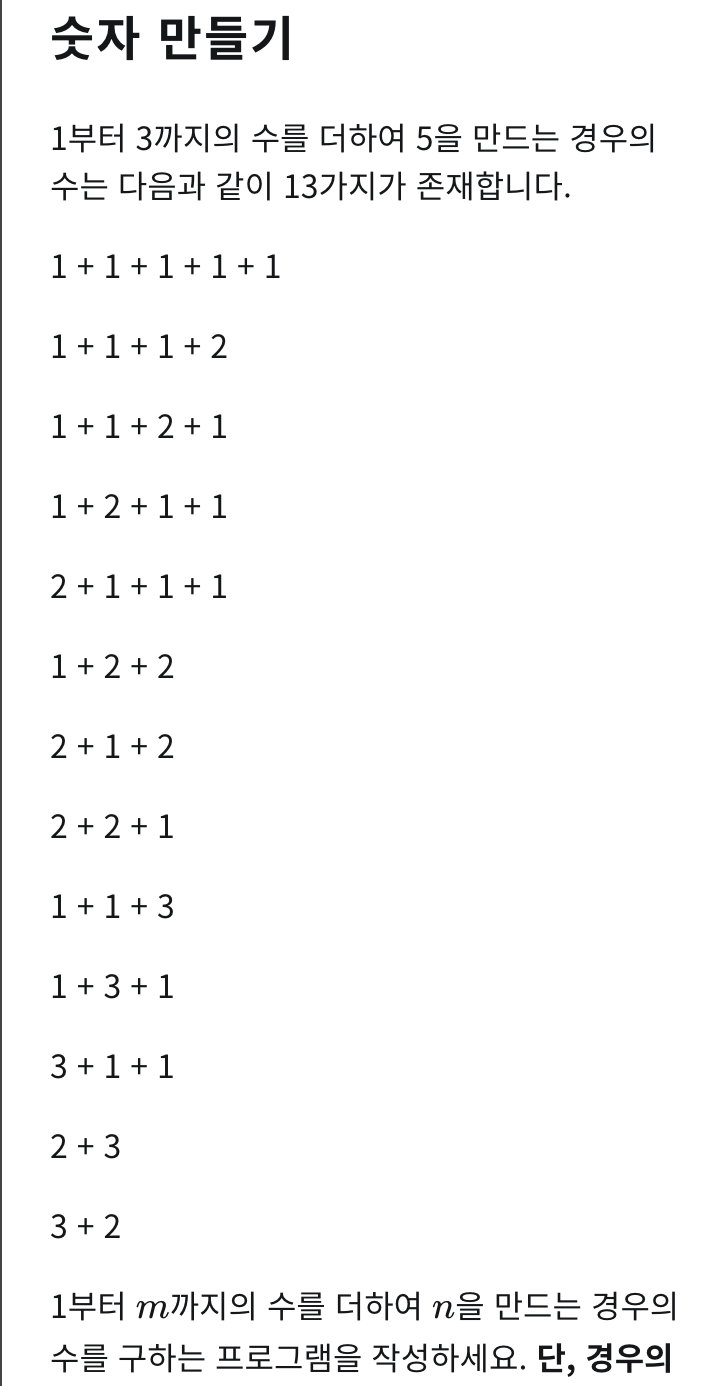 숫자 만들기
1부터 3까지의 수를 더하여 5을 만드는 경우의
수는 다음과 같이 13가지가 존재합니다.
1 + 1 + 1 + 1 + 1
1 + 1 + 1 + 2
1 + 1 + 2 + 1
1 + 2 + 1 + 1
2 + 1 + 1 + 1
1 + 2 + 2
2 + 1 + 2
2 + 2 + 1
1 + 1 + 3
1 + 3 + 1
3 + 1 + 1
2 + 3
3 + 2
1부터 m까지의 수를 더하여 n을 만드는 경우의
수를 구하는 프로그램을 작성하세요. 단, 경우의